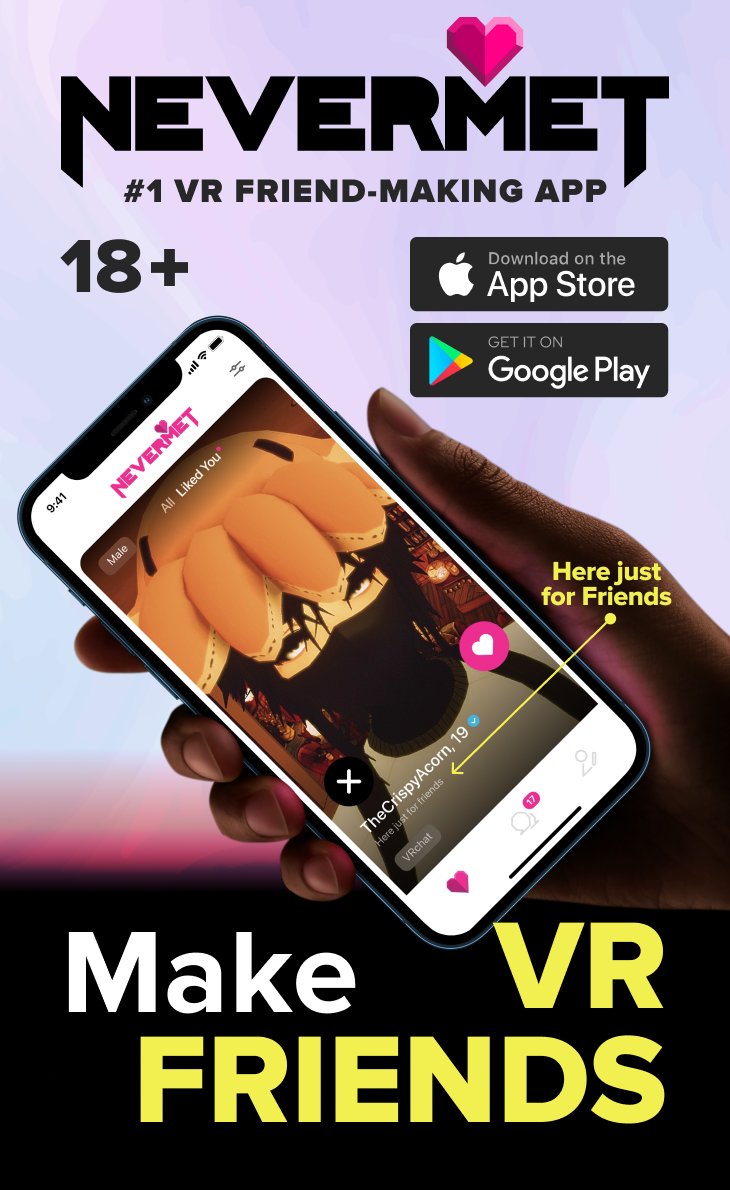 NEVERMET
#1 VR FRIEND-MAKING APP
18+
Download on the
App Store
GET IT ON
Google Play
9:41
NEVERMET
All Liked You
Male
Here just
for Friends
TheCrispyAcorn, 19
Here just for friends
VRchat
17
Make VR
FRIENDS